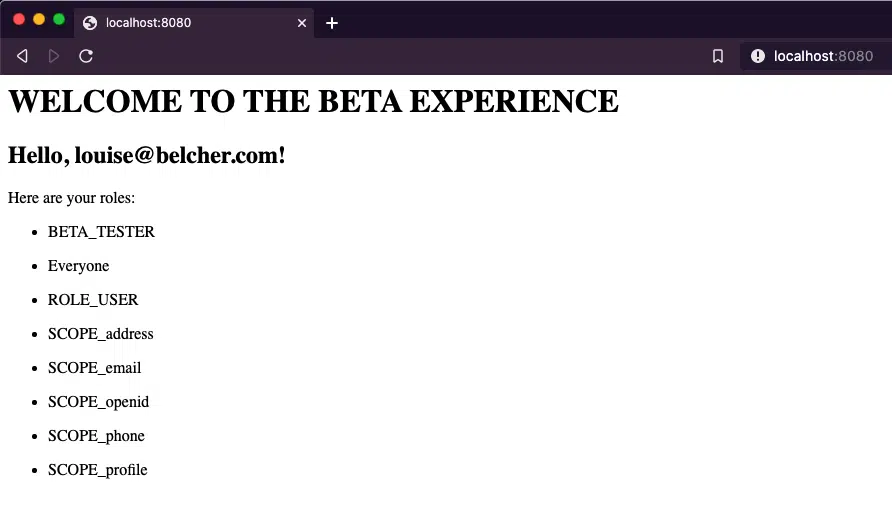 localhost:8080
localhost:8080
WELCOME TO THE BETA EXPERIENCE
Hello, louise@belcher.com!
Here are your roles:
BETA_TESTER
Everyone
ROLE_USER
SCOPE_address
SCOPE_email
SCOPE_openid
SCOPE_phone
SCOPE_profile